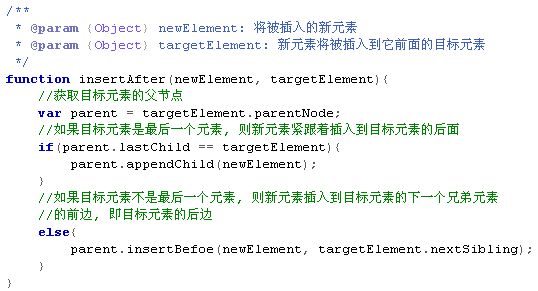 /**
 * @param {Object} newElement: 将被插入的新元素
 * @param {Object} targetElement: 新元素将被插入到它前面的目标元素
 */
function insertAfter(newElement, targetElement){
    //获取目标元素的父节点
    var parent = targetElement.parentNode;
    //如果目标元素是最后一个元素, 则新元素紧跟着插入到目标元素的后面
    if(parent.lastChild == targetElement){
        parent.appendChild(newElement);
    }
    //如果目标元素不是最后一个元素, 则新元素插入到目标元素的下一个兄弟元素
    //的前边, 即目标元素的后边
    else{
        parent.insertBefoe(newElement, targetElement.nextSibling);
    }
}